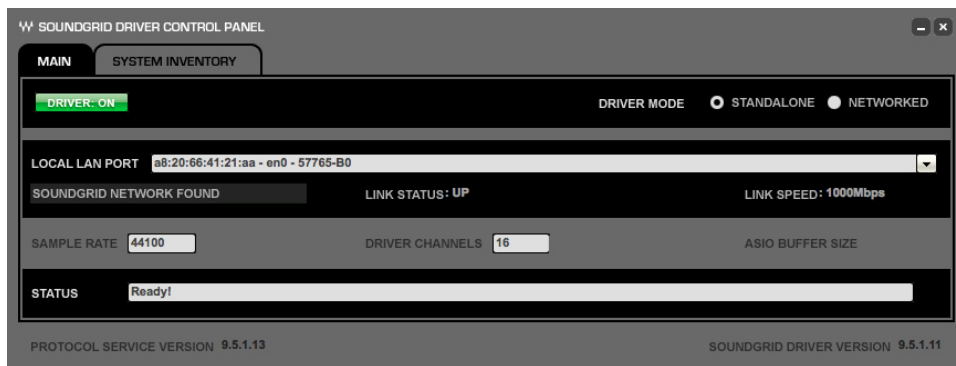 SOUNDGRID DRIVER CONTROL PANEL
MAIN SYSTEM INVENTORY
DRIVER: ON DRIVER MODE STANDALONE NETWORKED
LOCAL LAN PORT a8:20:66:41:21:aa - en0 - 57765-B0
SOUNDGRID NETWORK FOUND LINK STATUS: UP LINK SPEED: 1000Mbps
SAMPLE RATE 44100 DRIVER CHANNELS 16 ASIO BUFFER SIZE
STATUS Ready!
PROTOCOL SERVICE VERSION 9.5.1.13 SOUNDGRID DRIVER VERSION 9.5.1.11